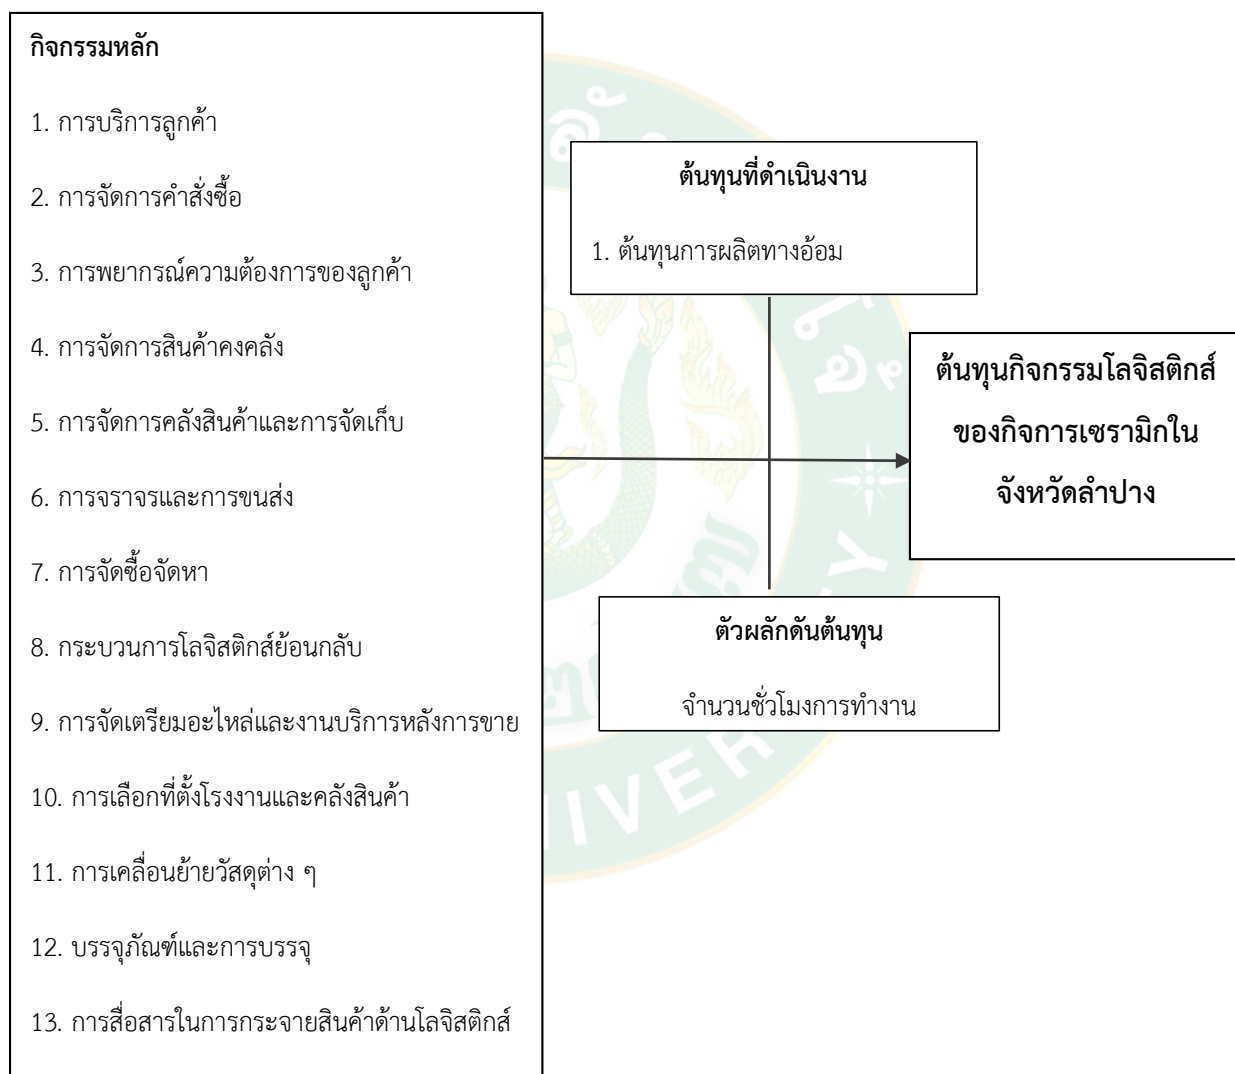 กิจกรรมหลัก
1. การบริการลูกค้า
2. การจัดการคำสั่งซื้อ
3. การพยากรณ์ความต้องการของลูกค้า
4. การจัดการสินค้าคงคลัง
5. การจัดการคลังสินค้าและการจัดเก็บ
6. การจราจรและการขนส่ง
7. การจัดซื้อจัดหา
8. กระบวนการโลจิสติกส์ย้อนกลับ
9. การจัดเตรียมอะไหล่และงานบริการหลังการขาย
10. การเลือกที่ตั้งโรงงานและคลังสินค้า
11. การเคลื่อนย้ายวัสดุต่าง ๆ
12. บรรจุภัณฑ์และการบรรจุ
13. การสื่อสารในการกระจายสินค้าด้านโลจิสติกส์
ต้นทุนที่ดำเนินงาน
1. ต้นทุนการผลิตทางอ้อม
ต้นทุนกิจกรรมโลจิสติกส์
ของกิจการเซรามิกใน
จังหวัดลำปาง
ตัวผลักดันต้นทุน
จำนวนชั่วโมงการทำงาน